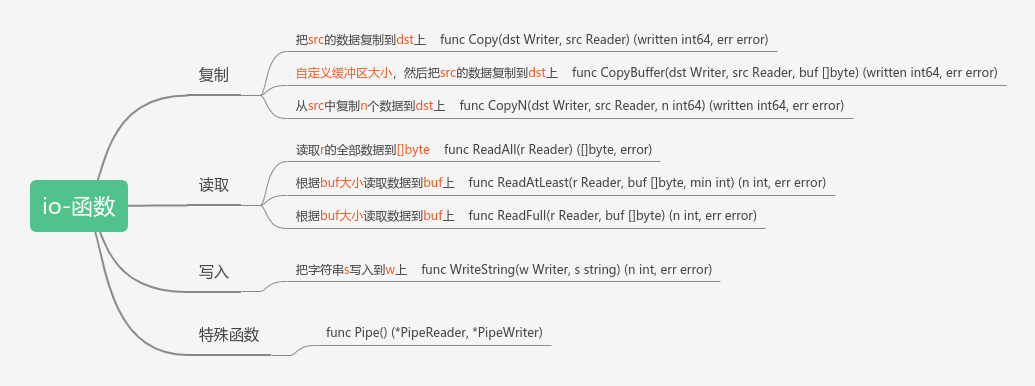 io-函数
复制
把src的数据复制到dst上 func Copy(dst Writer, src Reader) (written int64, err error)
自定义缓冲区大小，然后把src的数据复制到dst上 func CopyBuffer(dst Writer, src Reader, buf []byte) (written int64, err error)
从src中复制n个数据到dst上 func CopyN(dst Writer, src Reader, n int64) (written int64, err error)
读取
读取r的全部数据到[]byte func ReadAll(r Reader) ([]byte, error)
根据buf大小读取数据到buf上 func ReadAtLeast(r Reader, buf []byte, min int) (n int, err error)
根据buf大小读取数据到buf上 func ReadFull(r Reader, buf []byte) (n int, err error)
写入
把字符串s写入到w上 func WriteString(w Writer, s string) (n int, err error)
特殊函数
func Pipe() (*PipeReader, *PipeWriter)